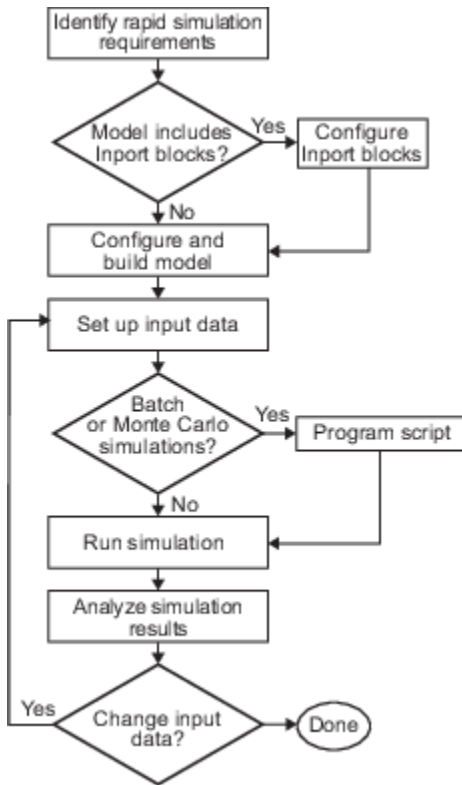 Identify rapid simulation
requirements
Model includes
Inport blocks?
Yes
Configure
Inport blocks
No
Configure and
build model
Set up input data
Batch
or Monte Carlo
simulations?
Yes
Program script
No
Run simulation
Analyze simulation
results
Yes
Change input
data?
Done